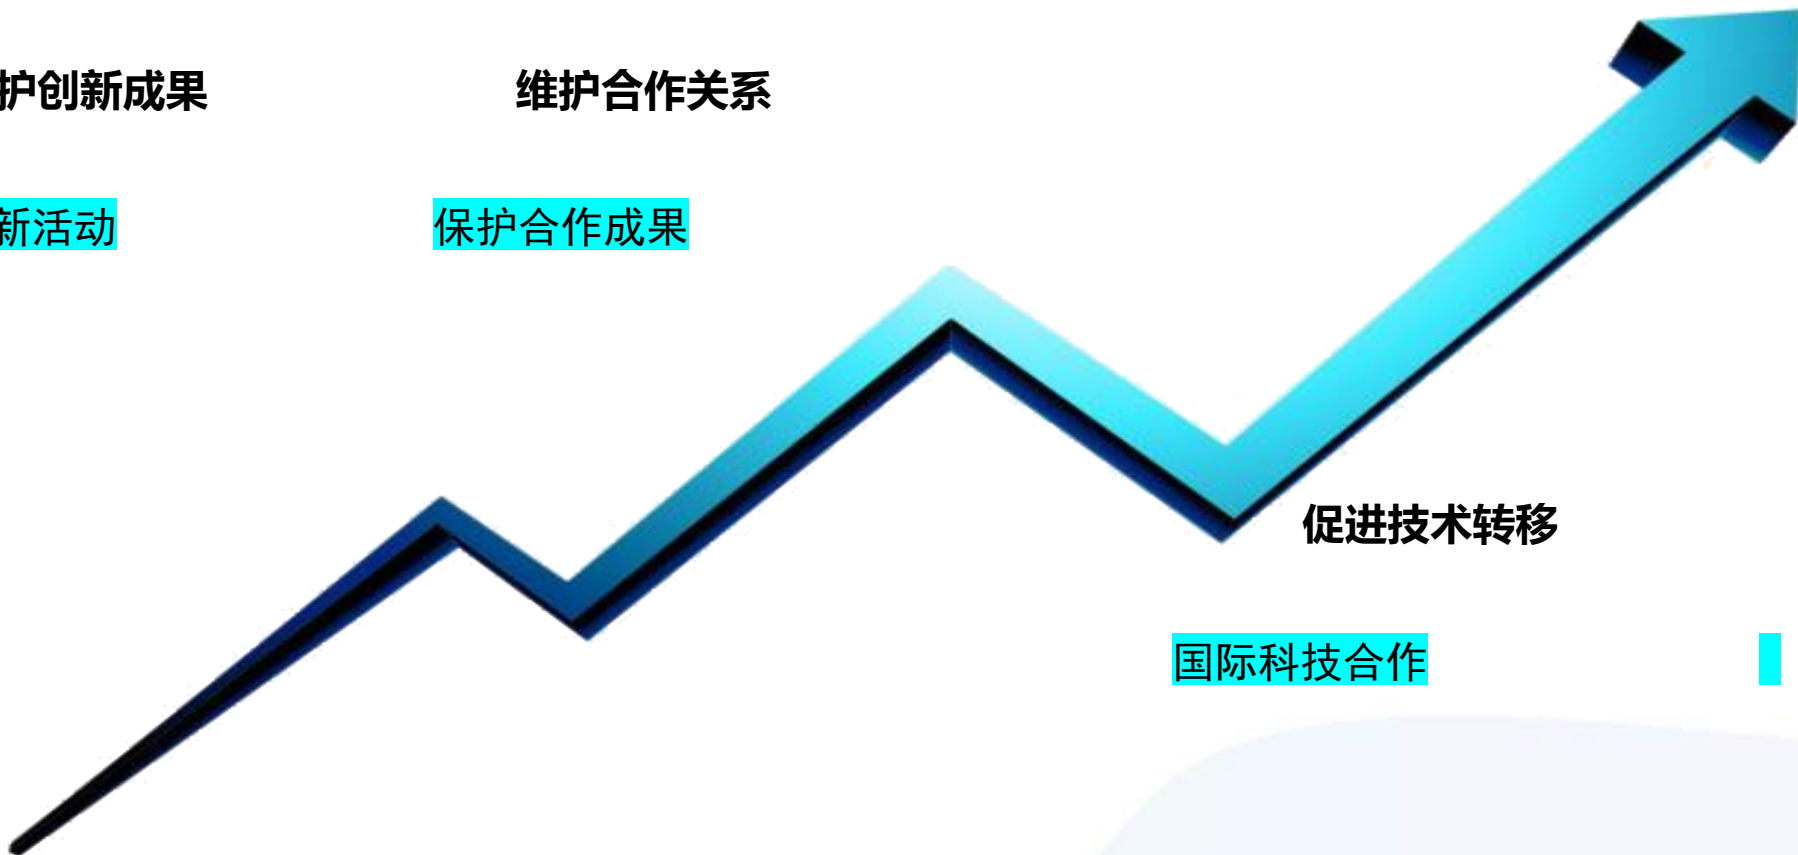 护创新成果
维护合作关系
新活动
保护合作成果
促进技术转移
国际科技合作